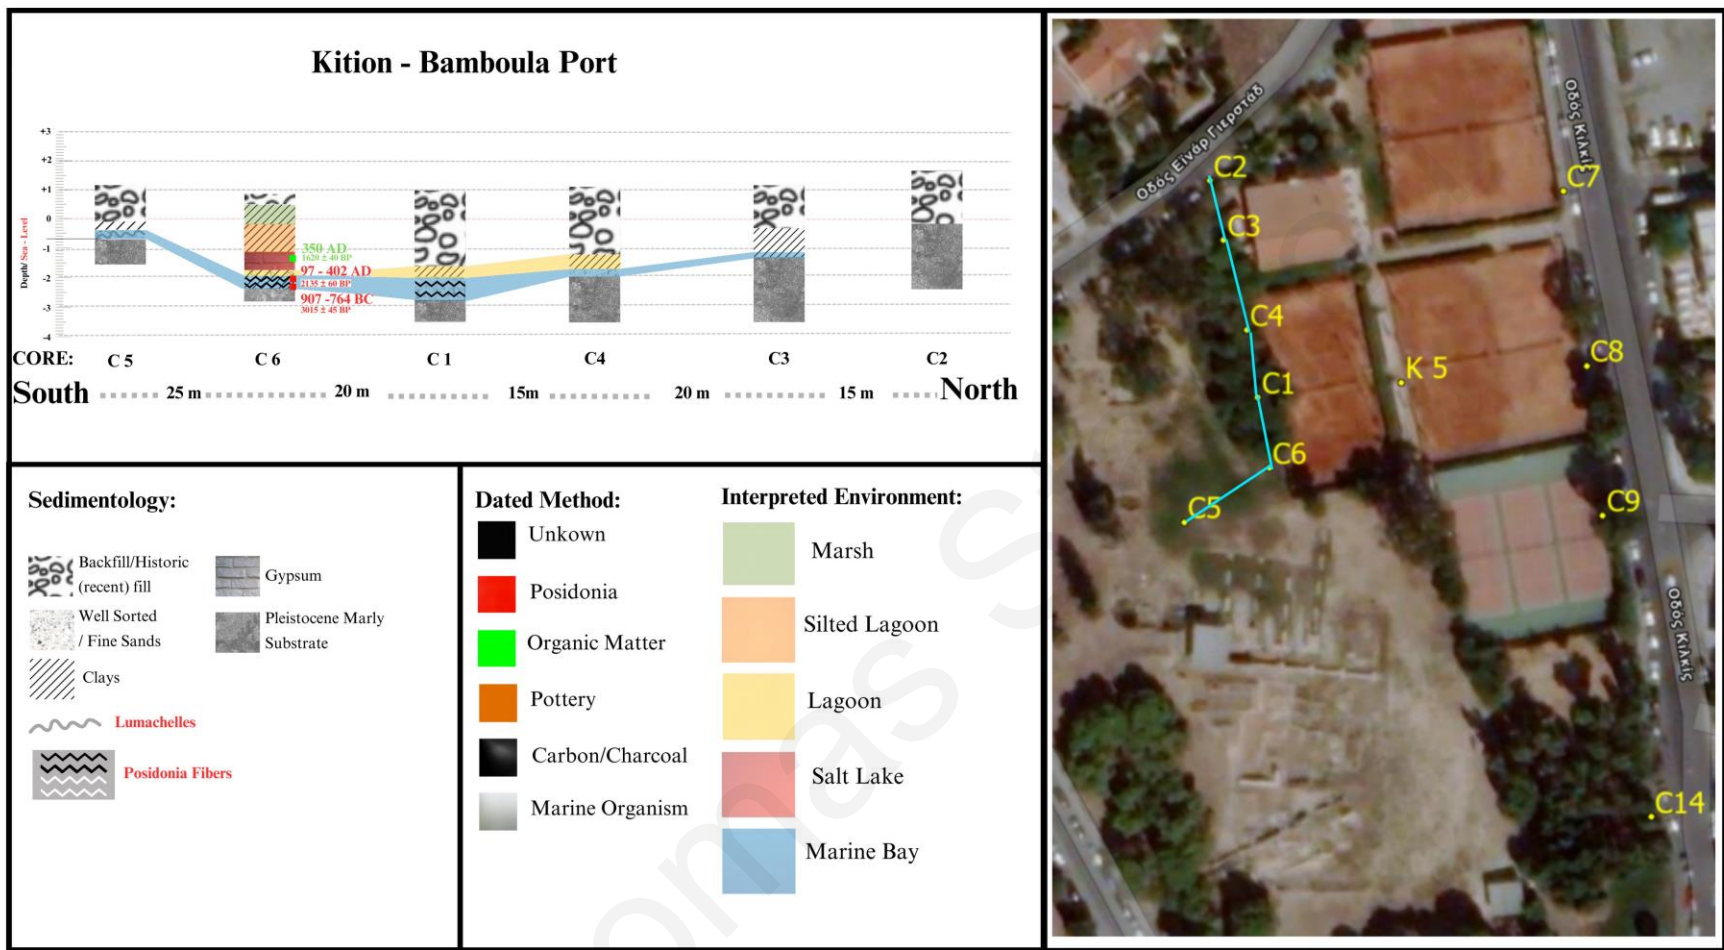 Kition - Bamboula Port
+3
+2
+1
0
-1
-2
-3
-4
Depth/ Sea - Level
350 AD
1620 ± 40 BP
97 - 402 AD
2135 ± 60 BP
907 -764 BC
3015 ± 45 BP
CORE: C 5 C 6 C 1 C4 C3 C2
South 25 m 20 m 15m 20 m 15 m North
Sedimentology:
Backfill/Historic
(recent) fill
Well Sorted
/ Fine Sands
Clays
Lumachelles
Posidonia Fibers
Gypsum
Pleistocene Marly
Substrate
Dated Method:
Unkown
Posidonia
Organic Matter
Pottery
Carbon/Charcoal
Marine Organism
Interpreted Environment:
Marsh
Silted Lagoon
Lagoon
Salt Lake
Marine Bay
Οδός Εϊνάρ Γιερστάδ
Οδός Κιλκίς
C2
C7
C3
C4
C8
K 5
C1
C6
C9
C5
Οδός Κιλκίς
C14